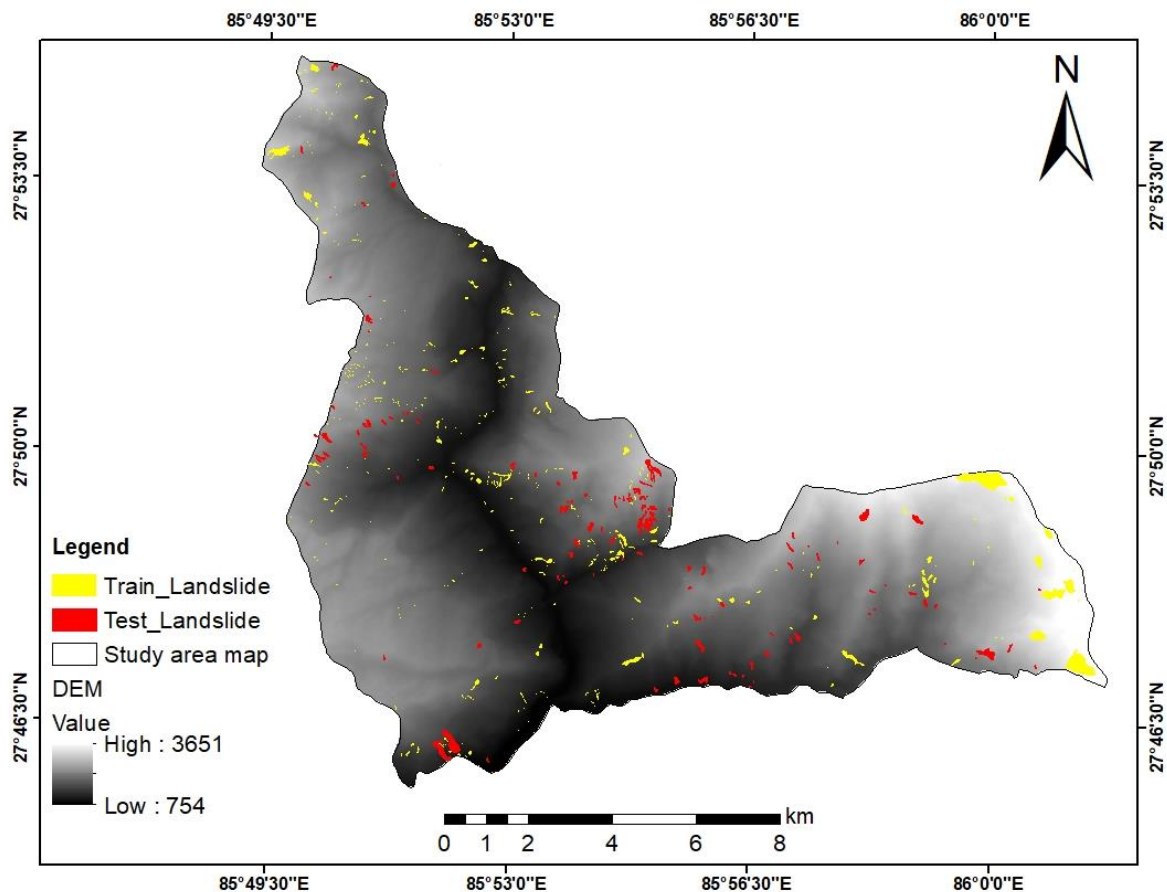 85°49'30"E 85°53'0"E 85°56'30"E 86°0'0"E
N
27°53'30"N 27°53'30"N
27°50'0"N 27°50'0"N
Legend
Train_Landslide
Test_Landslide
Study area map
DEM
Value
High : 3651
Low : 754
27°46'30"N 27°46'30"N
km
0 1 2 4 6 8
85°49'30"E 85°53'0"E 85°56'30"E 86°0'0"E